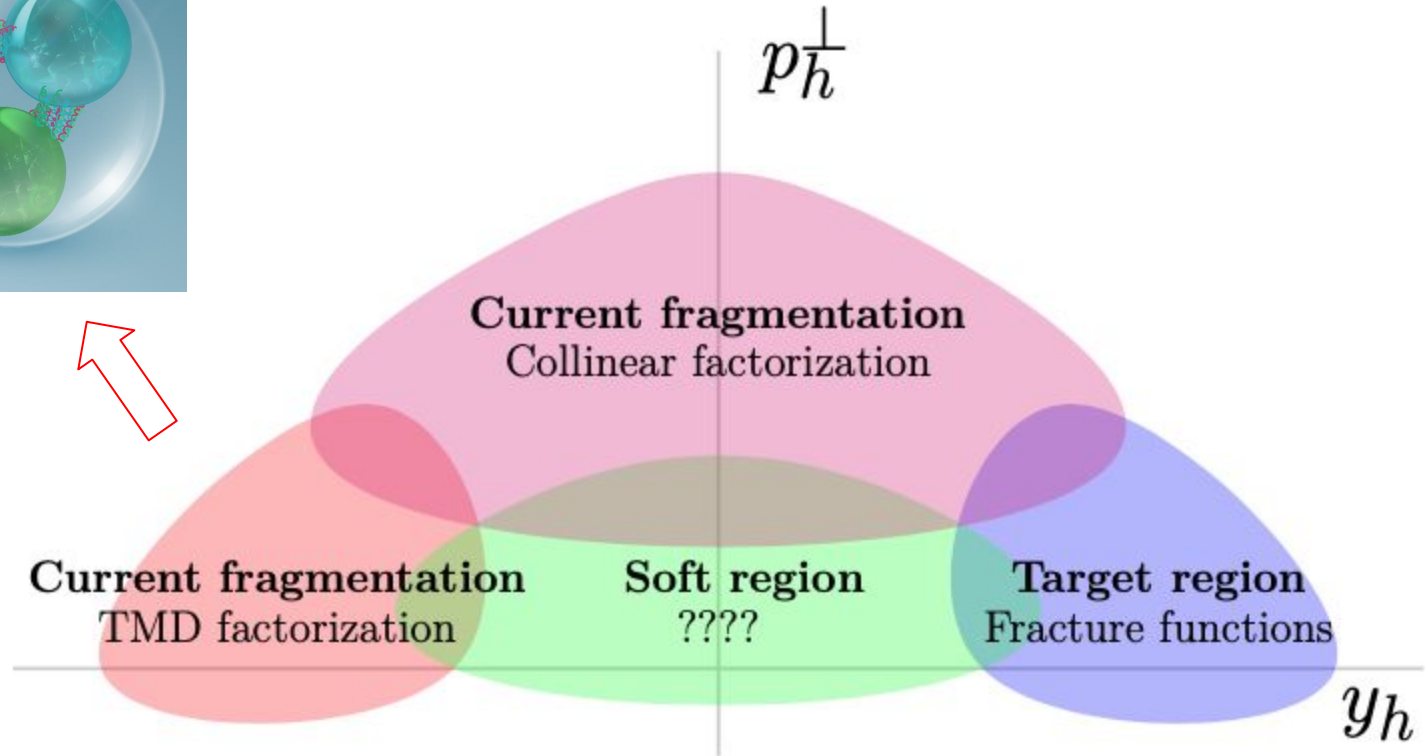 p_h^⊥
Current fragmentation
Collinear factorization
Current fragmentation
TMD factorization
Soft region
????
Target region
Fracture functions
y_h